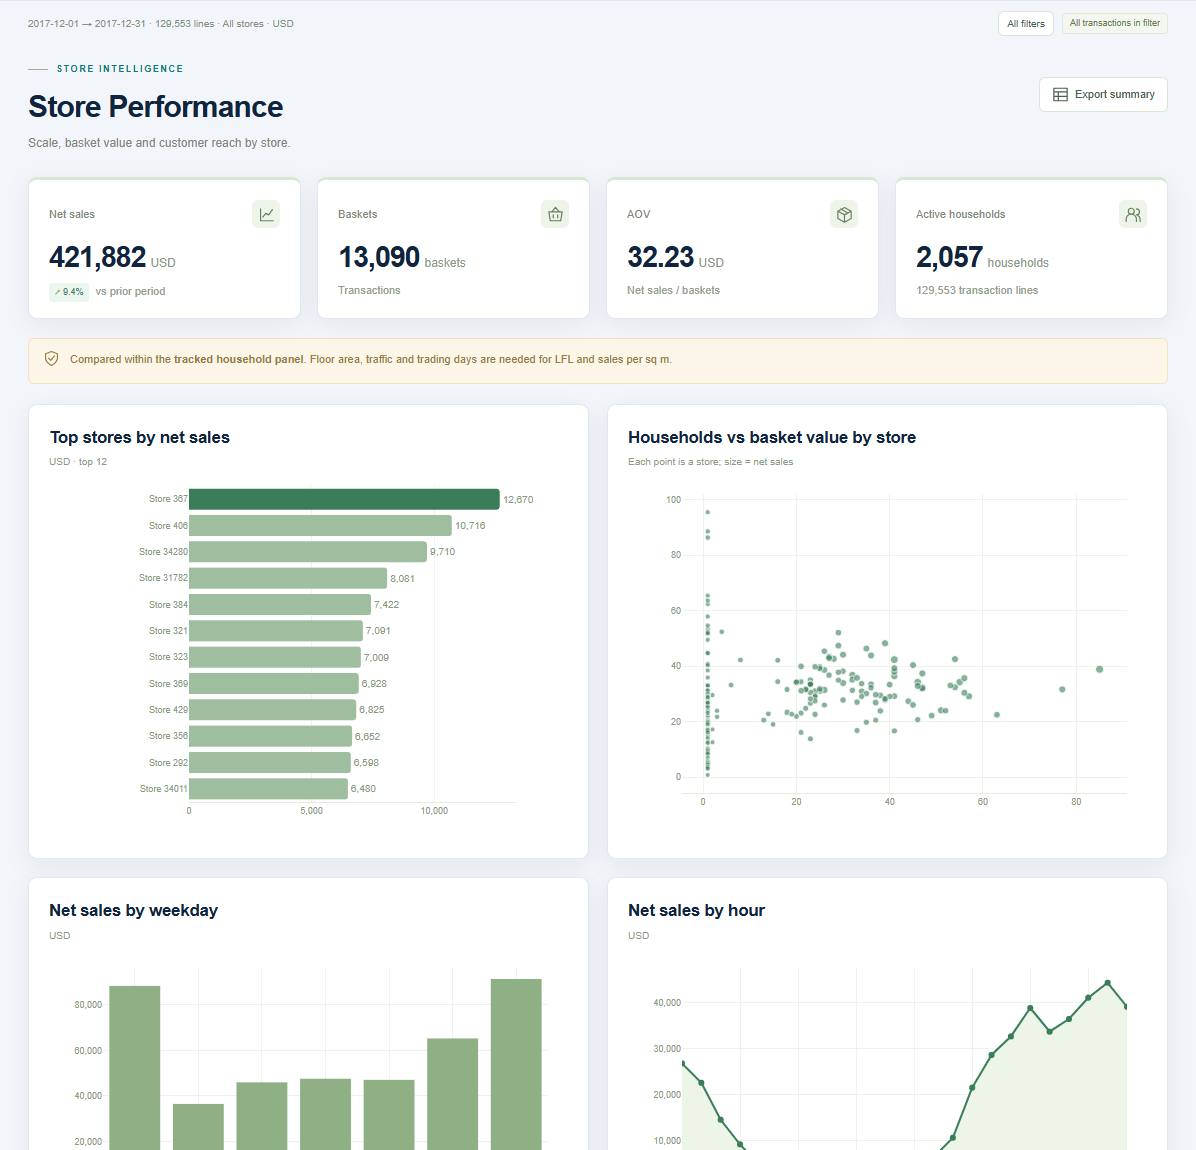 2017-12-01 → 2017-12-31 · 129,553 lines · All stores · USD
All filters
All transactions in filter
STORE INTELLIGENCE
Store Performance
Export summary
Scale, basket value and customer reach by store.
Net sales
421,882 USD
↗ 9.4% vs prior period
Baskets
13,090 baskets
Transactions
AOV
32.23 USD
Net sales / baskets
Active households
2,057 households
129,553 transaction lines
Compared within the tracked household panel. Floor area, traffic and trading days are needed for LFL and sales per sq m.
Top stores by net sales
USD · top 12
Store 367 12,670
Store 406 10,716
Store 34280 9,710
Store 31782 8,081
Store 384 7,422
Store 321 7,091
Store 323 7,009
Store 369 6,928
Store 429 6,825
Store 356 6,652
Store 292 6,598
Store 34011 6,480
0 5,000 10,000
Households vs basket value by store
Each point is a store; size = net sales
100
80
60
40
20
0
0 20 40 60 80
Net sales by weekday
USD
80,000
60,000
40,000
20,000
Net sales by hour
USD
40,000
30,000
20,000
10,000